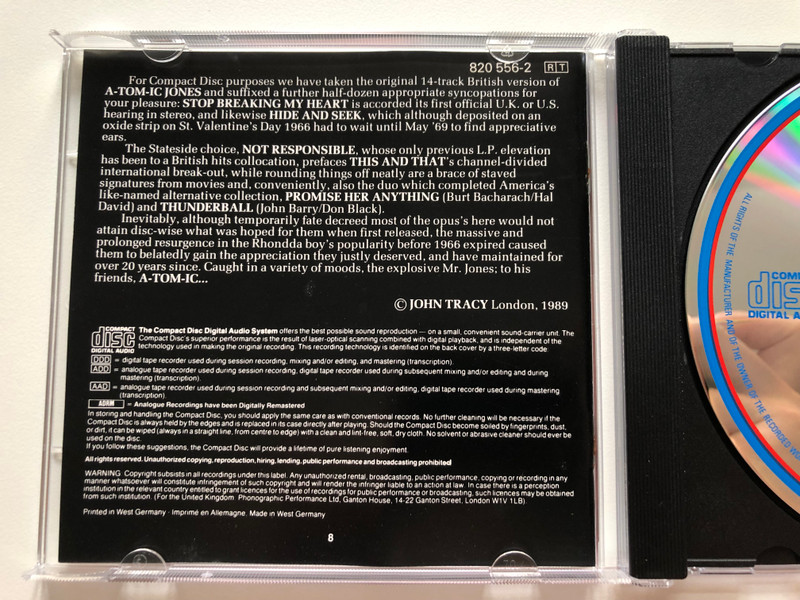 820 556-2 RT
For Compact Disc purposes we have taken the original 14-track British version of
A-TOM-IC JONES and suffixed a further half-dozen appropriate syncopations for
your pleasure: STOP BREAKING MY HEART is accorded its first official U.K. or U.S.
hearing in stereo, and likewise HIDE AND SEEK, which although deposited on an
oxide strip on St. Valentine's Day 1966 had to wait until May '69 to find appreciative
ears.
The Stateside choice, NOT RESPONSIBLE, whose only previous L.P. elevation
has been to a British hits collocation, prefaces THIS AND THAT's channel-divided
international break-out, while rounding things off neatly are a brace of staved
signatures from movies and, conveniently, also the duo which completed America's
like-named alternative collection, PROMISE HER ANYTHING (Burt Bacharach/Hal
David) and THUNDERBALL (John Barry/Don Black).
Inevitably, although temporarily fate decreed most of the opus's here would not
attain disc-wise what was hoped for them when first released, the massive and
prolonged resurgence in the Rhondda boy's popularity before 1966 expired caused
them to belatedly gain the appreciation they justly deserved, and have maintained for
over 20 years since. Caught in a variety of moods, the explosive Mr. Jones; to his
friends, A-TOM-IC...
© JOHN TRACY London, 1989
COMPACT disc DIGITAL AUDIO
The Compact Disc Digital Audio System offers the best possible sound reproduction — on a small, convenient sound-carrier unit. The
Compact Disc's superior performance is the result of laser-optical scanning combined with digital playback, and is independent of the
technology used in making the original recording. This recording technology is identified on the back cover by a three-letter code:
DDD = digital tape recorder used during session recording, mixing and/or editing, and mastering (transcription).
ADD = analogue tape recorder used during session recording, digital tape recorder used during subsequent mixing and/or editing and during
mastering (transcription).
AAD = analogue tape recorder used during session recording and subsequent mixing and/or editing, digital tape recorder used during mastering
(transcription).
ADRM = Analogue Recordings have been Digitally Remastered
In storing and handling the Compact Disc, you should apply the same care as with conventional records. No further cleaning will be necessary if the
Compact Disc is always held by the edges and is replaced in its case directly after playing. Should the Compact Disc become soiled by fingerprints, dust,
or dirt, it can be wiped (always in a straight line, from centre to edge) with a clean and lint-free, soft, dry cloth. No solvent or abrasive cleaner should ever be
used on the disc.
If you follow these suggestions, the Compact Disc will provide a lifetime of pure listening enjoyment.
All rights reserved. Unauthorized copying, reproduction, hiring, lending, public performance and broadcasting prohibited
WARNING Copyright subsists in all recordings under this label. Any unauthorized rental, broadcasting, public performance, copying or recording in any
manner whatsoever will constitute infringement of such copyright and will render the infringer liable to an action at law. In case there is a perception
institution in the relevant country entitled to grant licences for the use of recordings for public performance or broadcasting, such licences may be obtained
from such institution. (For the United Kingdom Phonographic Performance Ltd, Ganton House, 14-22 Ganton Street, London W1V 1LB).
Printed in West Germany · Imprimé en Allemagne. Made in West Germany
8
ALL RIGHTS OF THE MANUFACTURER AND OF THE OWNER OF THE RECORDED WO
COMP
dis
DIGITAL A